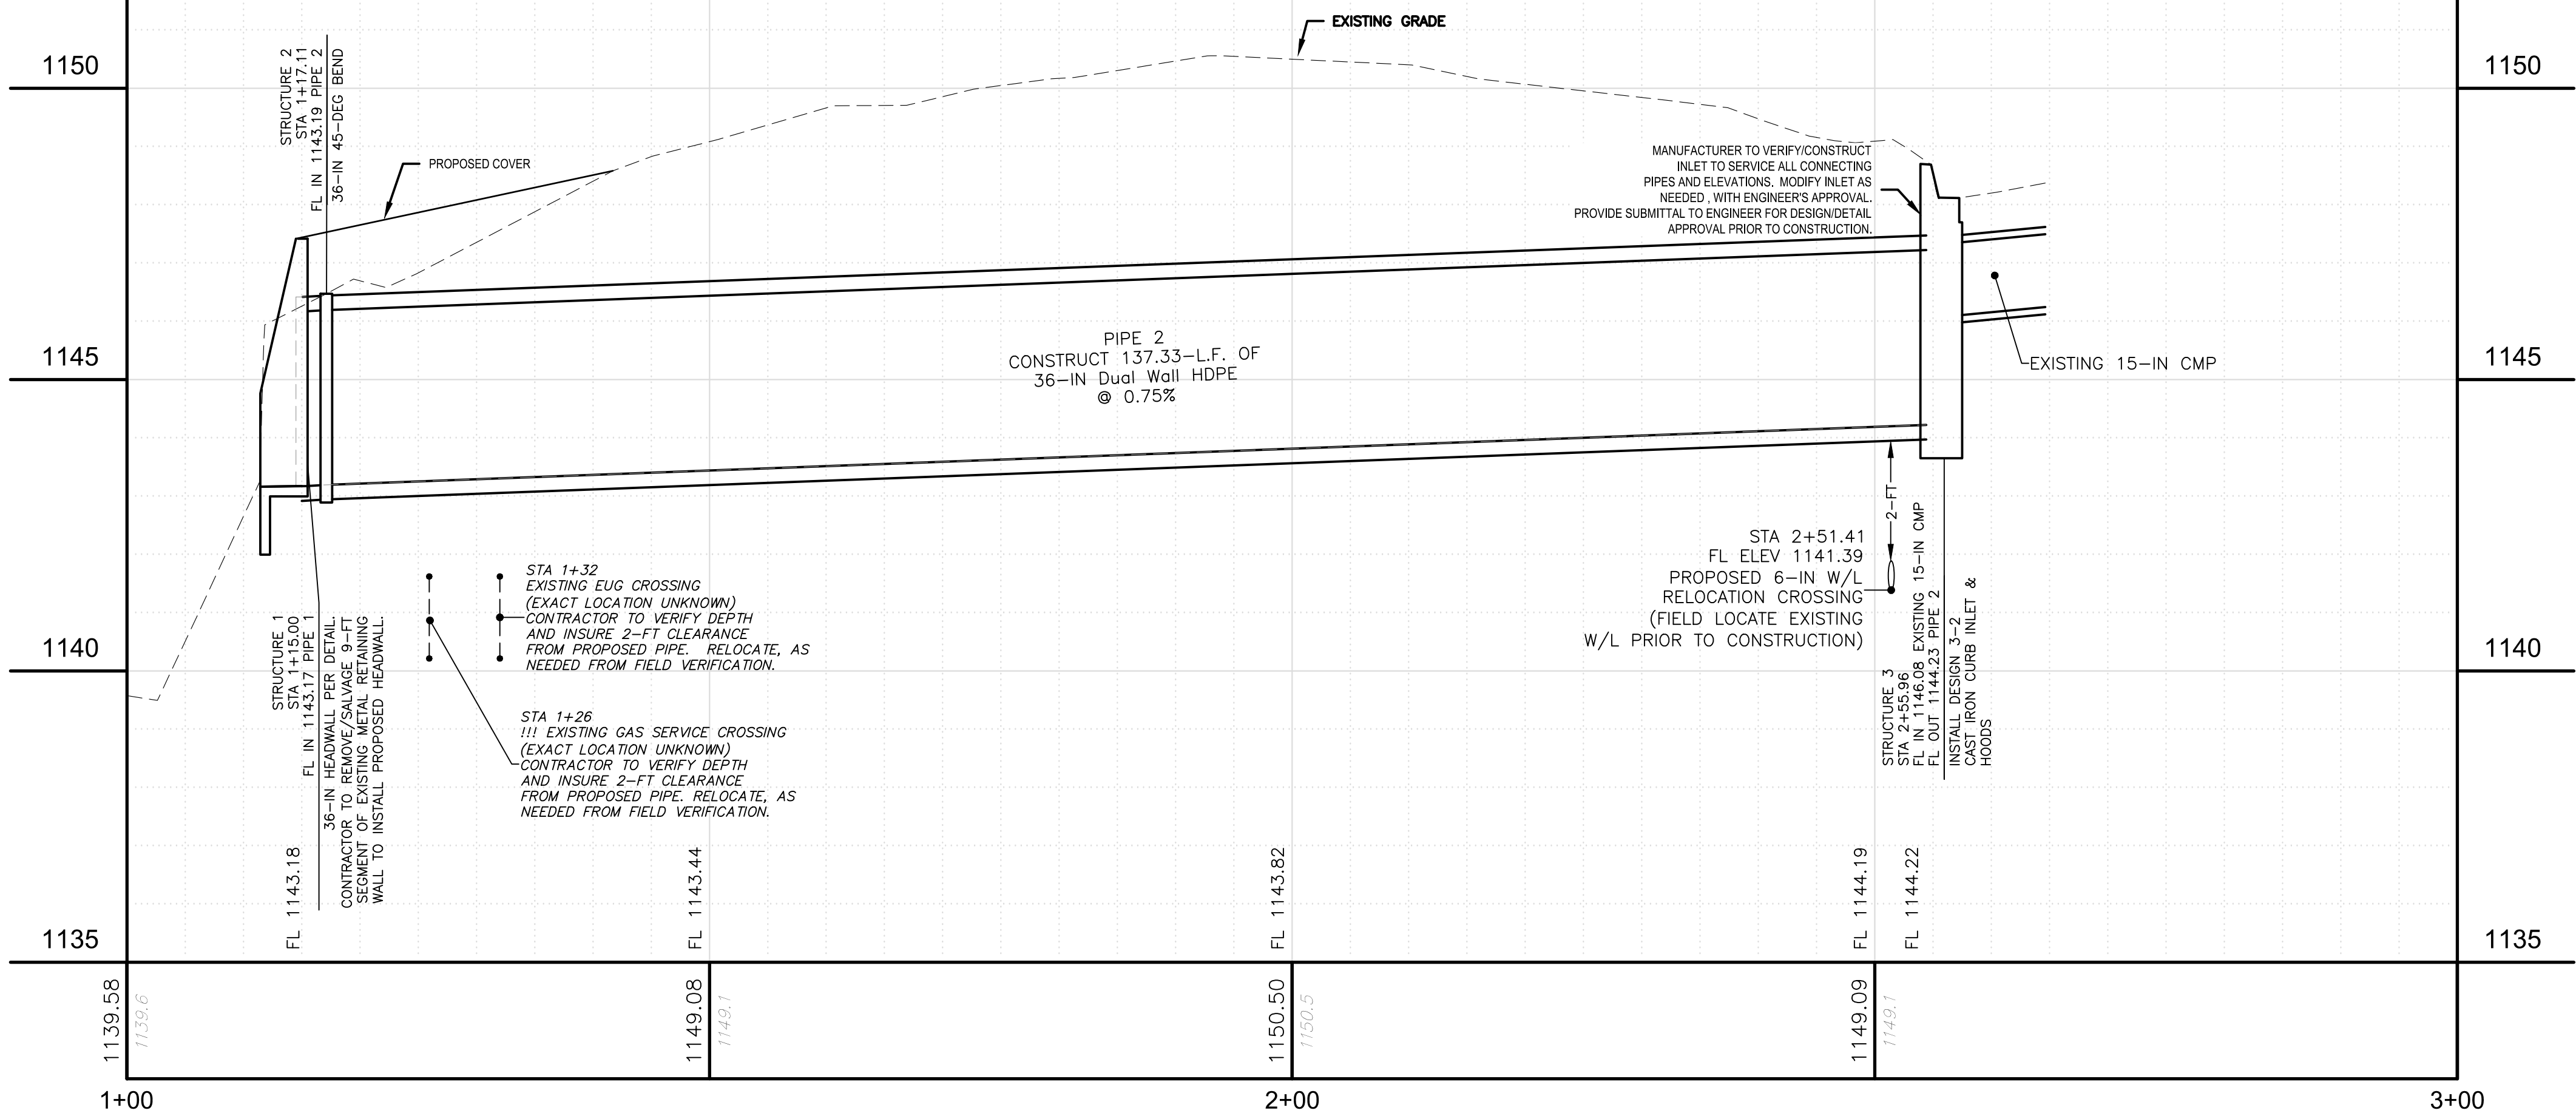 EXISTING GRADE
1150
1150
STRUCTURE 2
STA 1+17.11
FL IN 1143.19 PIPE 2
36-IN 45-DEG BEND
PROPOSED COVER
MANUFACTURER TO VERIFY/CONSTRUCT
INLET TO SERVICE ALL CONNECTING
PIPES AND ELEVATIONS. MODIFY INLET AS
NEEDED , WITH ENGINEER'S APPROVAL.
PROVIDE SUBMITTAL TO ENGINEER FOR DESIGN/DETAIL
APPROVAL PRIOR TO CONSTRUCTION.
PIPE 2
CONSTRUCT 137.33-L.F. OF
36-IN Dual Wall HDPE
@ 0.75%
1145
1145
EXISTING 15-IN CMP
2-FT
STA 2+51.41
FL ELEV 1141.39
PROPOSED 6-IN W/L
RELOCATION CROSSING
(FIELD LOCATE EXISTING
W/L PRIOR TO CONSTRUCTION)
STA 1+32
EXISTING EUG CROSSING
(EXACT LOCATION UNKNOWN)
CONTRACTOR TO VERIFY DEPTH
AND INSURE 2-FT CLEARANCE
FROM PROPOSED PIPE. RELOCATE, AS
NEEDED FROM FIELD VERIFICATION.
1140
1140
STRUCTURE 1
STA 1+15.00
FL IN 1143.17 PIPE 1
36-IN HEADWALL PER DETAIL.
CONTRACTOR TO REMOVE/SALVAGE 9-FT
SEGMENT OF EXISTING METAL RETAINING
WALL TO INSTALL PROPOSED HEADWALL.
STA 1+26
!!! EXISTING GAS SERVICE CROSSING
(EXACT LOCATION UNKNOWN)
CONTRACTOR TO VERIFY DEPTH
AND INSURE 2-FT CLEARANCE
FROM PROPOSED PIPE. RELOCATE, AS
NEEDED FROM FIELD VERIFICATION.
STRUCTURE 3
STA 2+55.96
FL IN 1146.08 EXISTING 15-IN CMP
FL OUT 1144.23 PIPE 2
INSTALL DESIGN 3-2
CAST IRON CURB INLET &
HOODS
FL 1143.18
FL 1143.44
FL 1143.82
FL 1144.19
FL 1144.22
1135
1135
1139.58
1139.6
1149.08
1149.1
1150.50
1150.5
1149.09
1149.1
1+00
2+00
3+00